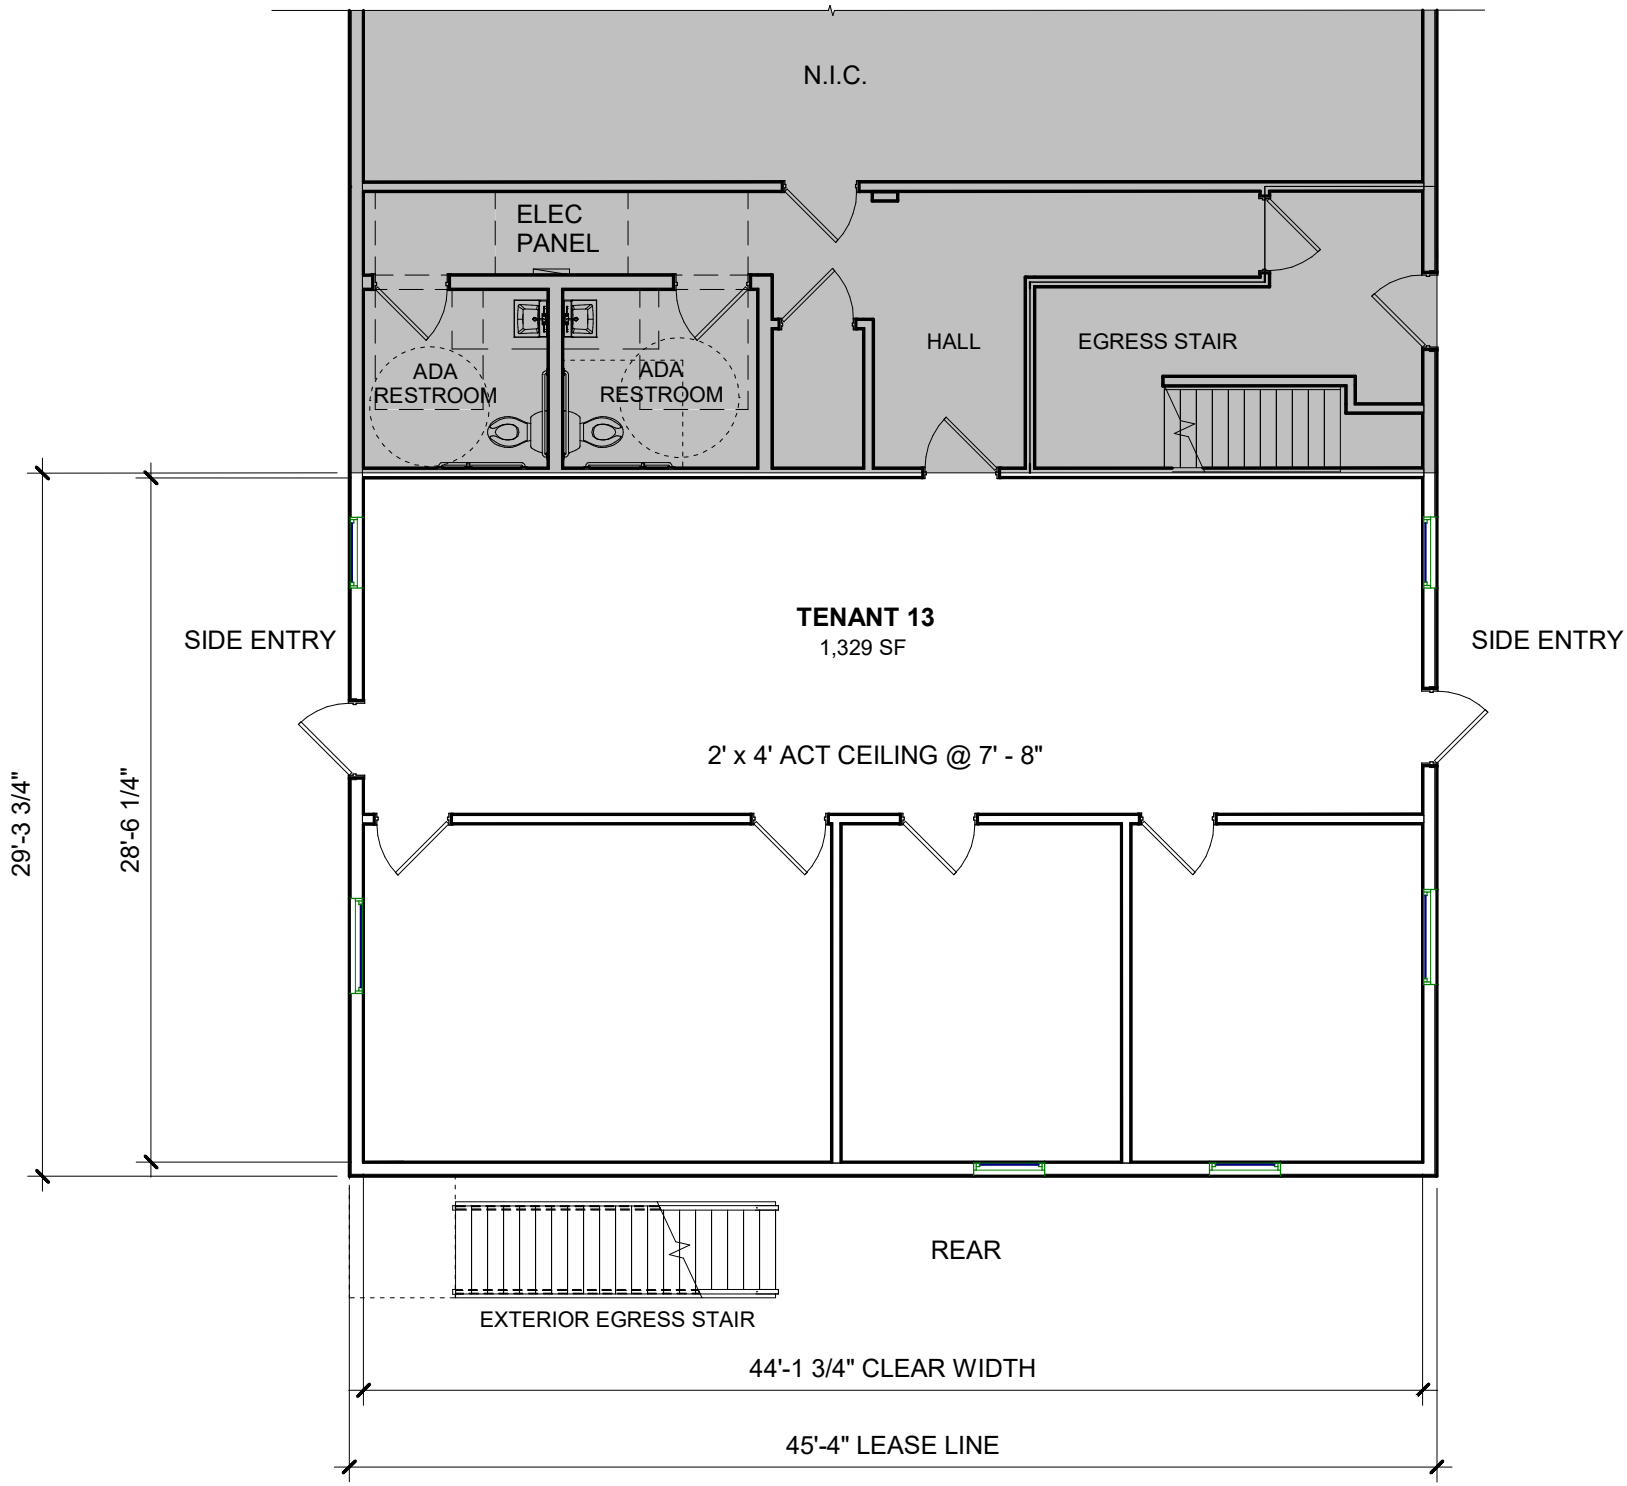 N.I.C.
ELEC
PANEL
HALL
EGRESS STAIR
ADA
RESTROOM
ADA
RESTROOM
TENANT 13
1,329 SF
SIDE ENTRY
SIDE ENTRY
2' x 4' ACT CEILING @ 7' - 8"
29'-3 3/4"
28'-6 1/4"
REAR
EXTERIOR EGRESS STAIR
44'-1 3/4" CLEAR WIDTH
45'-4" LEASE LINE